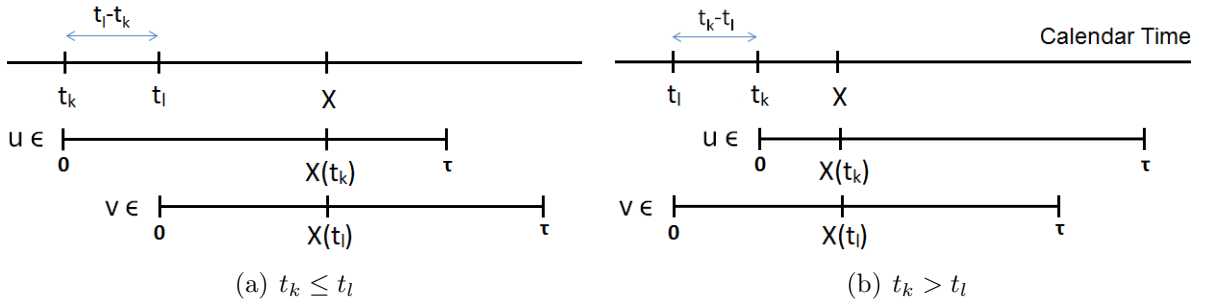 tₗ-tₖ
tₖ tₗ X
u ϵ
0 X(tₖ) τ
v ϵ
0 X(tₗ) τ
(a) tₖ ≤ tₗ
tₖ-tₗ
Calendar Time
tₗ tₖ X
u ϵ
0 X(tₖ) τ
v ϵ
0 X(tₗ) τ
(b) tₖ > tₗ